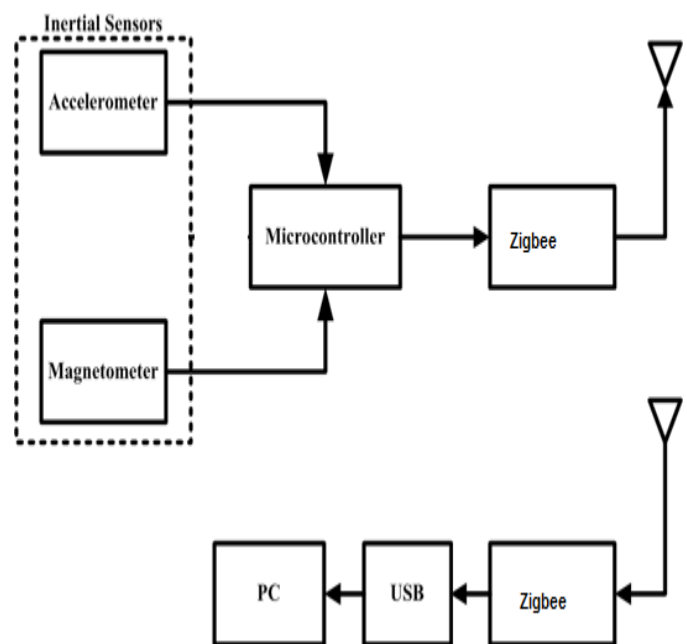 Inertial Sensors
Accelerometer
Microcontroller
Zigbee
Magnetometer
PC
USB
Zigbee